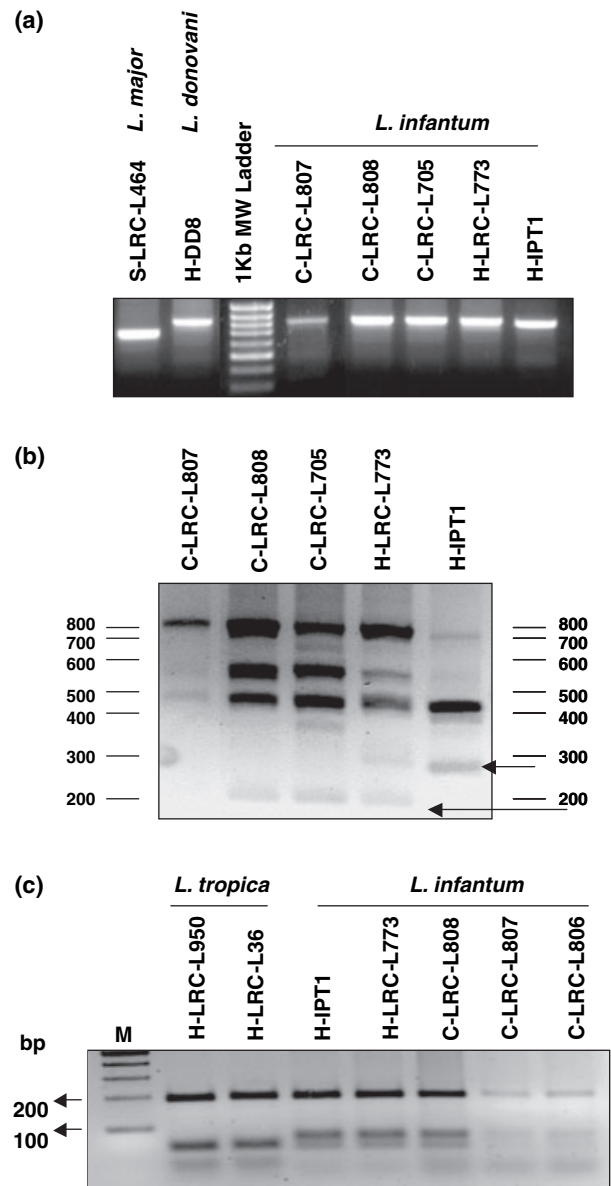 (a)
L. major
L. donovani
L. infantum
S-LRC-L464
H-DD8
1Kb MW Ladder
C-LRC-L807
C-LRC-L808
C-LRC-L705
H-LRC-L773
H-IPT1
(b)
C-LRC-L807
C-LRC-L808
C-LRC-L705
H-LRC-L773
H-IPT1
800 800
700 700
600 600
500 500
400 400
300 300
200 200
(c)
L. tropica L. infantum
H-LRC-L950
H-LRC-L36
H-IPT1
H-LRC-L773
C-LRC-L808
C-LRC-L807
C-LRC-L806
bp M
200
100